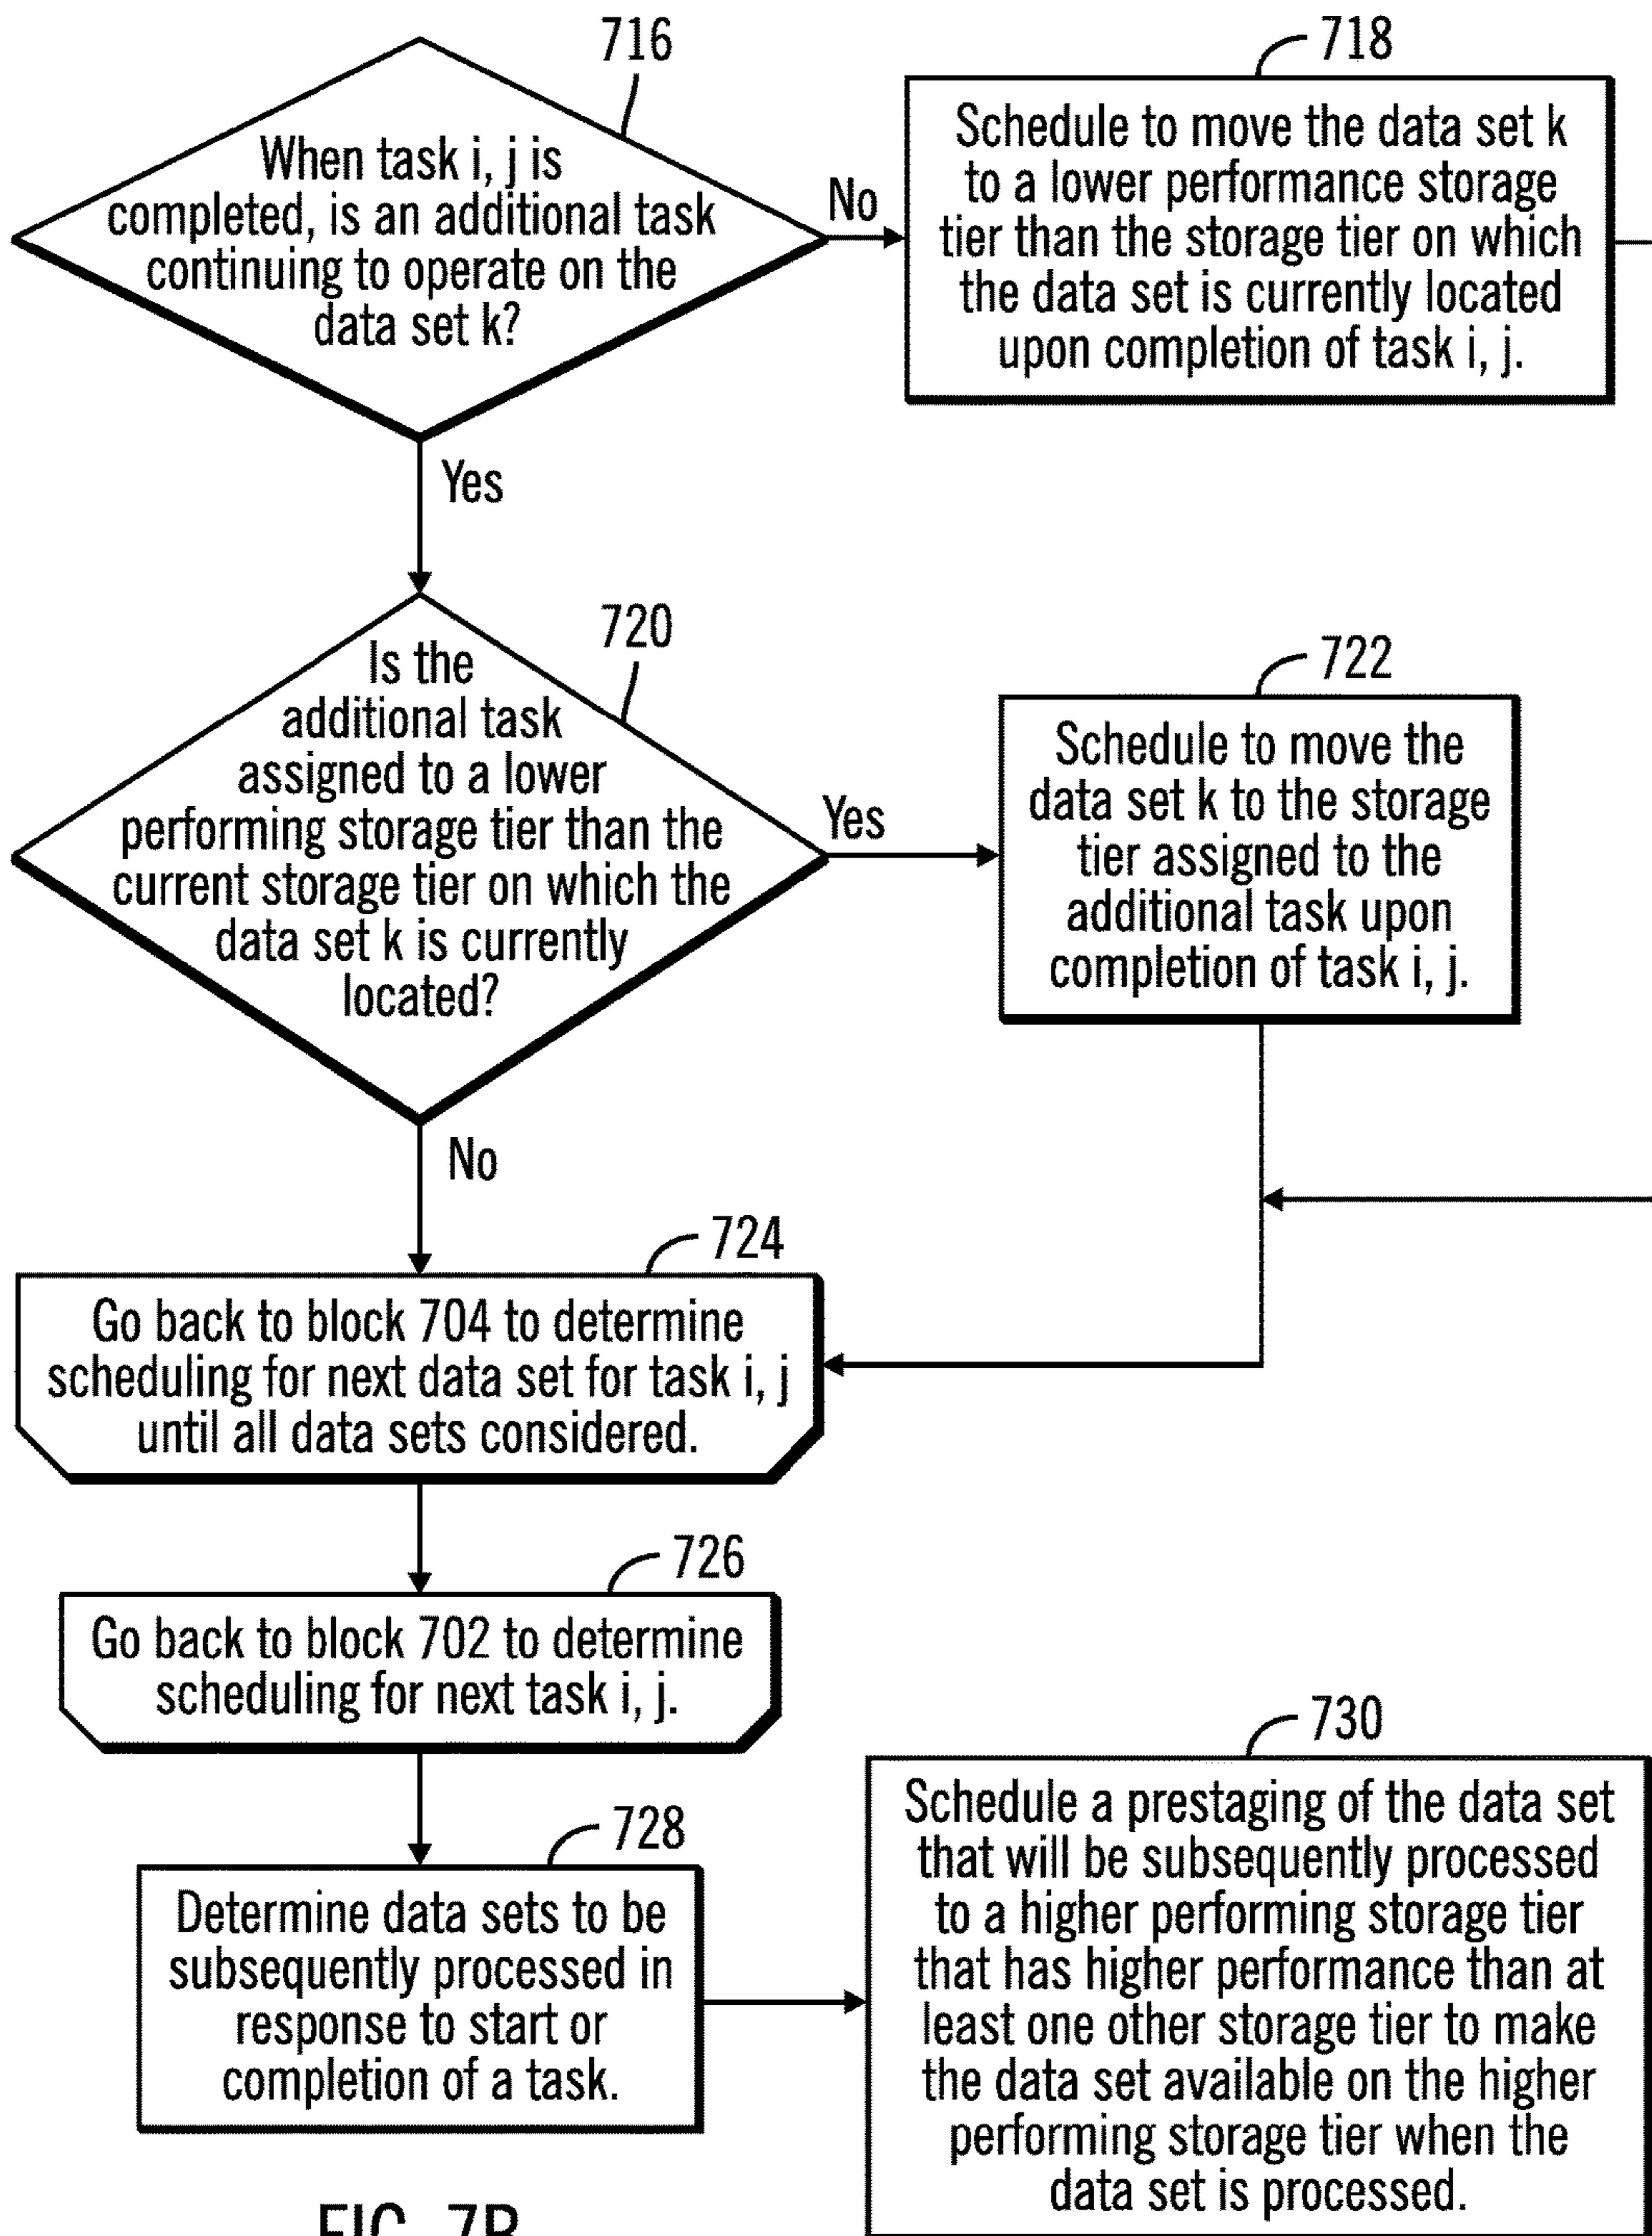 716
When task i, j is
completed, is an additional task
continuing to operate on the
data set k?
No
718
Schedule to move the data set k
to a lower performance storage
tier than the storage tier on which
the data set is currently located
upon completion of task i, j.
Yes
720
Is the
additional task
assigned to a lower
performing storage tier than the
current storage tier on which the
data set k is currently
located?
Yes
722
Schedule to move the
data set k to the storage
tier assigned to the
additional task upon
completion of task i, j.
No
724
Go back to block 704 to determine
scheduling for next data set for task i, j
until all data sets considered.
726
Go back to block 702 to determine
scheduling for next task i, j.
728
Determine data sets to be
subsequently processed in
response to start or
completion of a task.
730
Schedule a prestaging of the data set
that will be subsequently processed
to a higher performing storage tier
that has higher performance than at
least one other storage tier to make
the data set available on the higher
performing storage tier when the
data set is processed.
FIG. 7B